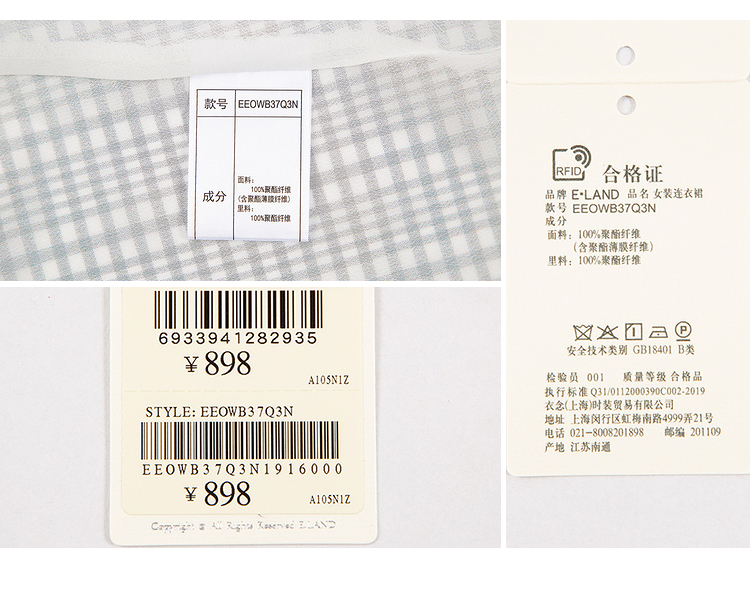 款号 EEOWB37Q3N
成分
面料:
100%聚酯纤维
(含聚酯薄膜纤维)
里料:
100%聚酯纤维
6933941282935
¥898
A105N1Z
STYLE: EEOWB37Q3N
EEOWB37Q3N1916000
¥898
A105N1Z
Copyright @ All Rights Reserved E.LAND
RFID 合格证
品牌 E•LAND 品名 女装连衣裙
款号 EEOWB37Q3N
成分
面料: 100%聚酯纤维
(含聚酯薄膜纤维)
里料: 100%聚酯纤维
P
安全技术类别 GB18401 B类
检验员 001 质量等级 合格品
执行标准 Q31/0112000390C002-2019
衣念(上海)时装贸易有限公司
地址 上海闵行区虹梅南路4999弄21号
电话 021-8008201898 邮编 201109
产地 江苏南通